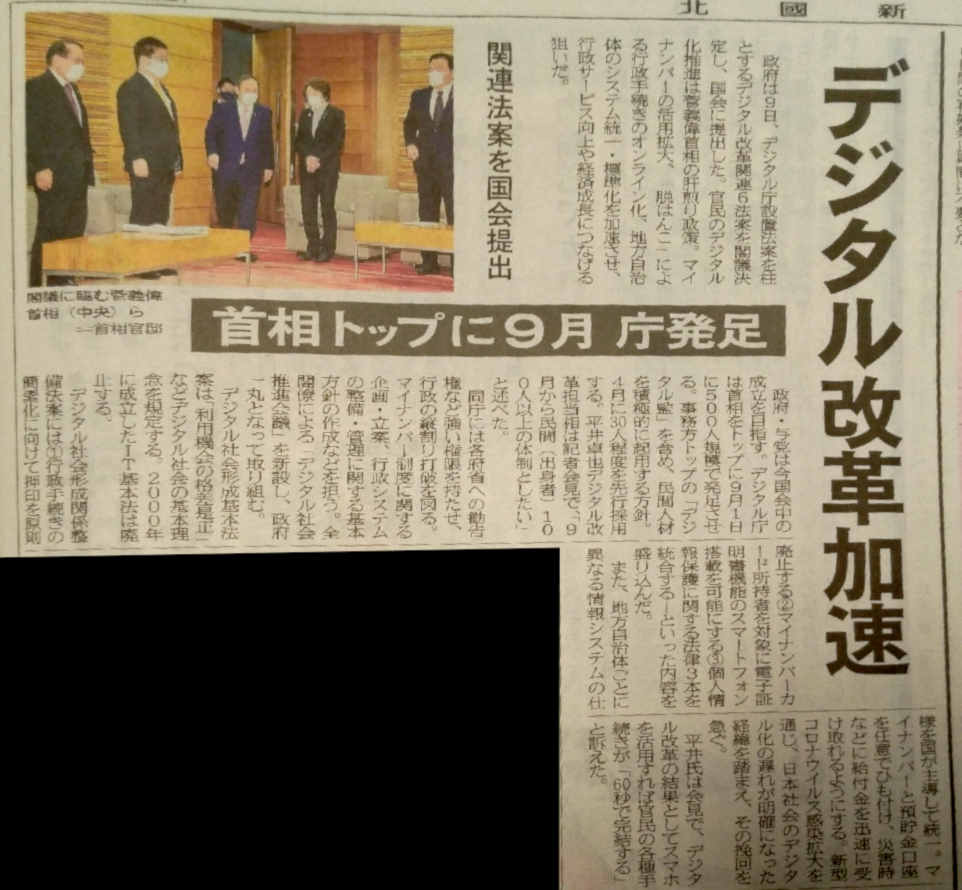 北國新
デジタル改革加速
関連法案を国会提出
首相トップに9月 庁発足
政府は9日、デジタル庁設置法案を柱
とするデジタル改革関連6法案を閣議決
定し、国会に提出した。官民のデジタル
化推進は菅義偉首相の肝煎り政策。マイ
ナンバーの活用拡大、「脱はんこ」によ
る行政手続きのオンライン化、地方自治
体のシステム統一・標準化を加速させ、
行政サービス向上や経済成長につなげる
狙いだ。
閣議に臨む菅義偉
首相(中央)ら
=首相官邸
政府・与党は今国会中の
成立を目指す。デジタル庁
は首相をトップに9月1日
に500人規模で発足させ
る。事務方トップの「デジ
タル監」を含め、民間人材
を積極的に起用する方針。
4月に30人程度を先行採用
する。平井卓也デジタル改
革担当相は記者会見で、「9
月から民間(出身者)10
0人以上の体制としたい」
と述べた。
同庁には各府省への勧告
権など強い権限を持たせ、
行政の縦割り打破を図る。
マイナンバー制度に関する
企画・立案、行政システム
の整備・管理に関する基本
方針の作成などを担う。全
閣僚による「デジタル社会
推進会議」を新設し、政府
一丸となって取り組む。
デジタル社会形成基本法
案は、「利用機会の格差是正」
などデジタル社会の基本理
念を規定する。2000年
に成立したIT基本法は廃
止する。
デジタル社会形成関係整
備法案には①行政手続きの
簡素化に向けて押印を原則
廃止する②マイナンバーカ
ード所持者を対象に電子証
明書機能のスマートフォン
搭載を可能にする③個人情
報保護に関する法律3本を
統合する―といった内容を
盛り込んだ。
また、地方自治体ごとに
異なる情報システムの仕
様を国が主導して統一。マ
イナンバーと預貯金口座
を任意でひも付け、災害時
などに給付金を迅速に受
け取れるようにする。新型
コロナウイルス感染拡大を
通じ、日本社会のデジタ
ル化の遅れが明確になった
経緯を踏まえ、その挽回を
急ぐ。
平井氏は会見で、デジタ
ル改革の結果としてスマホ
を活用すれば官民の各種手
続きが「60秒で完結する」
と訴えた。